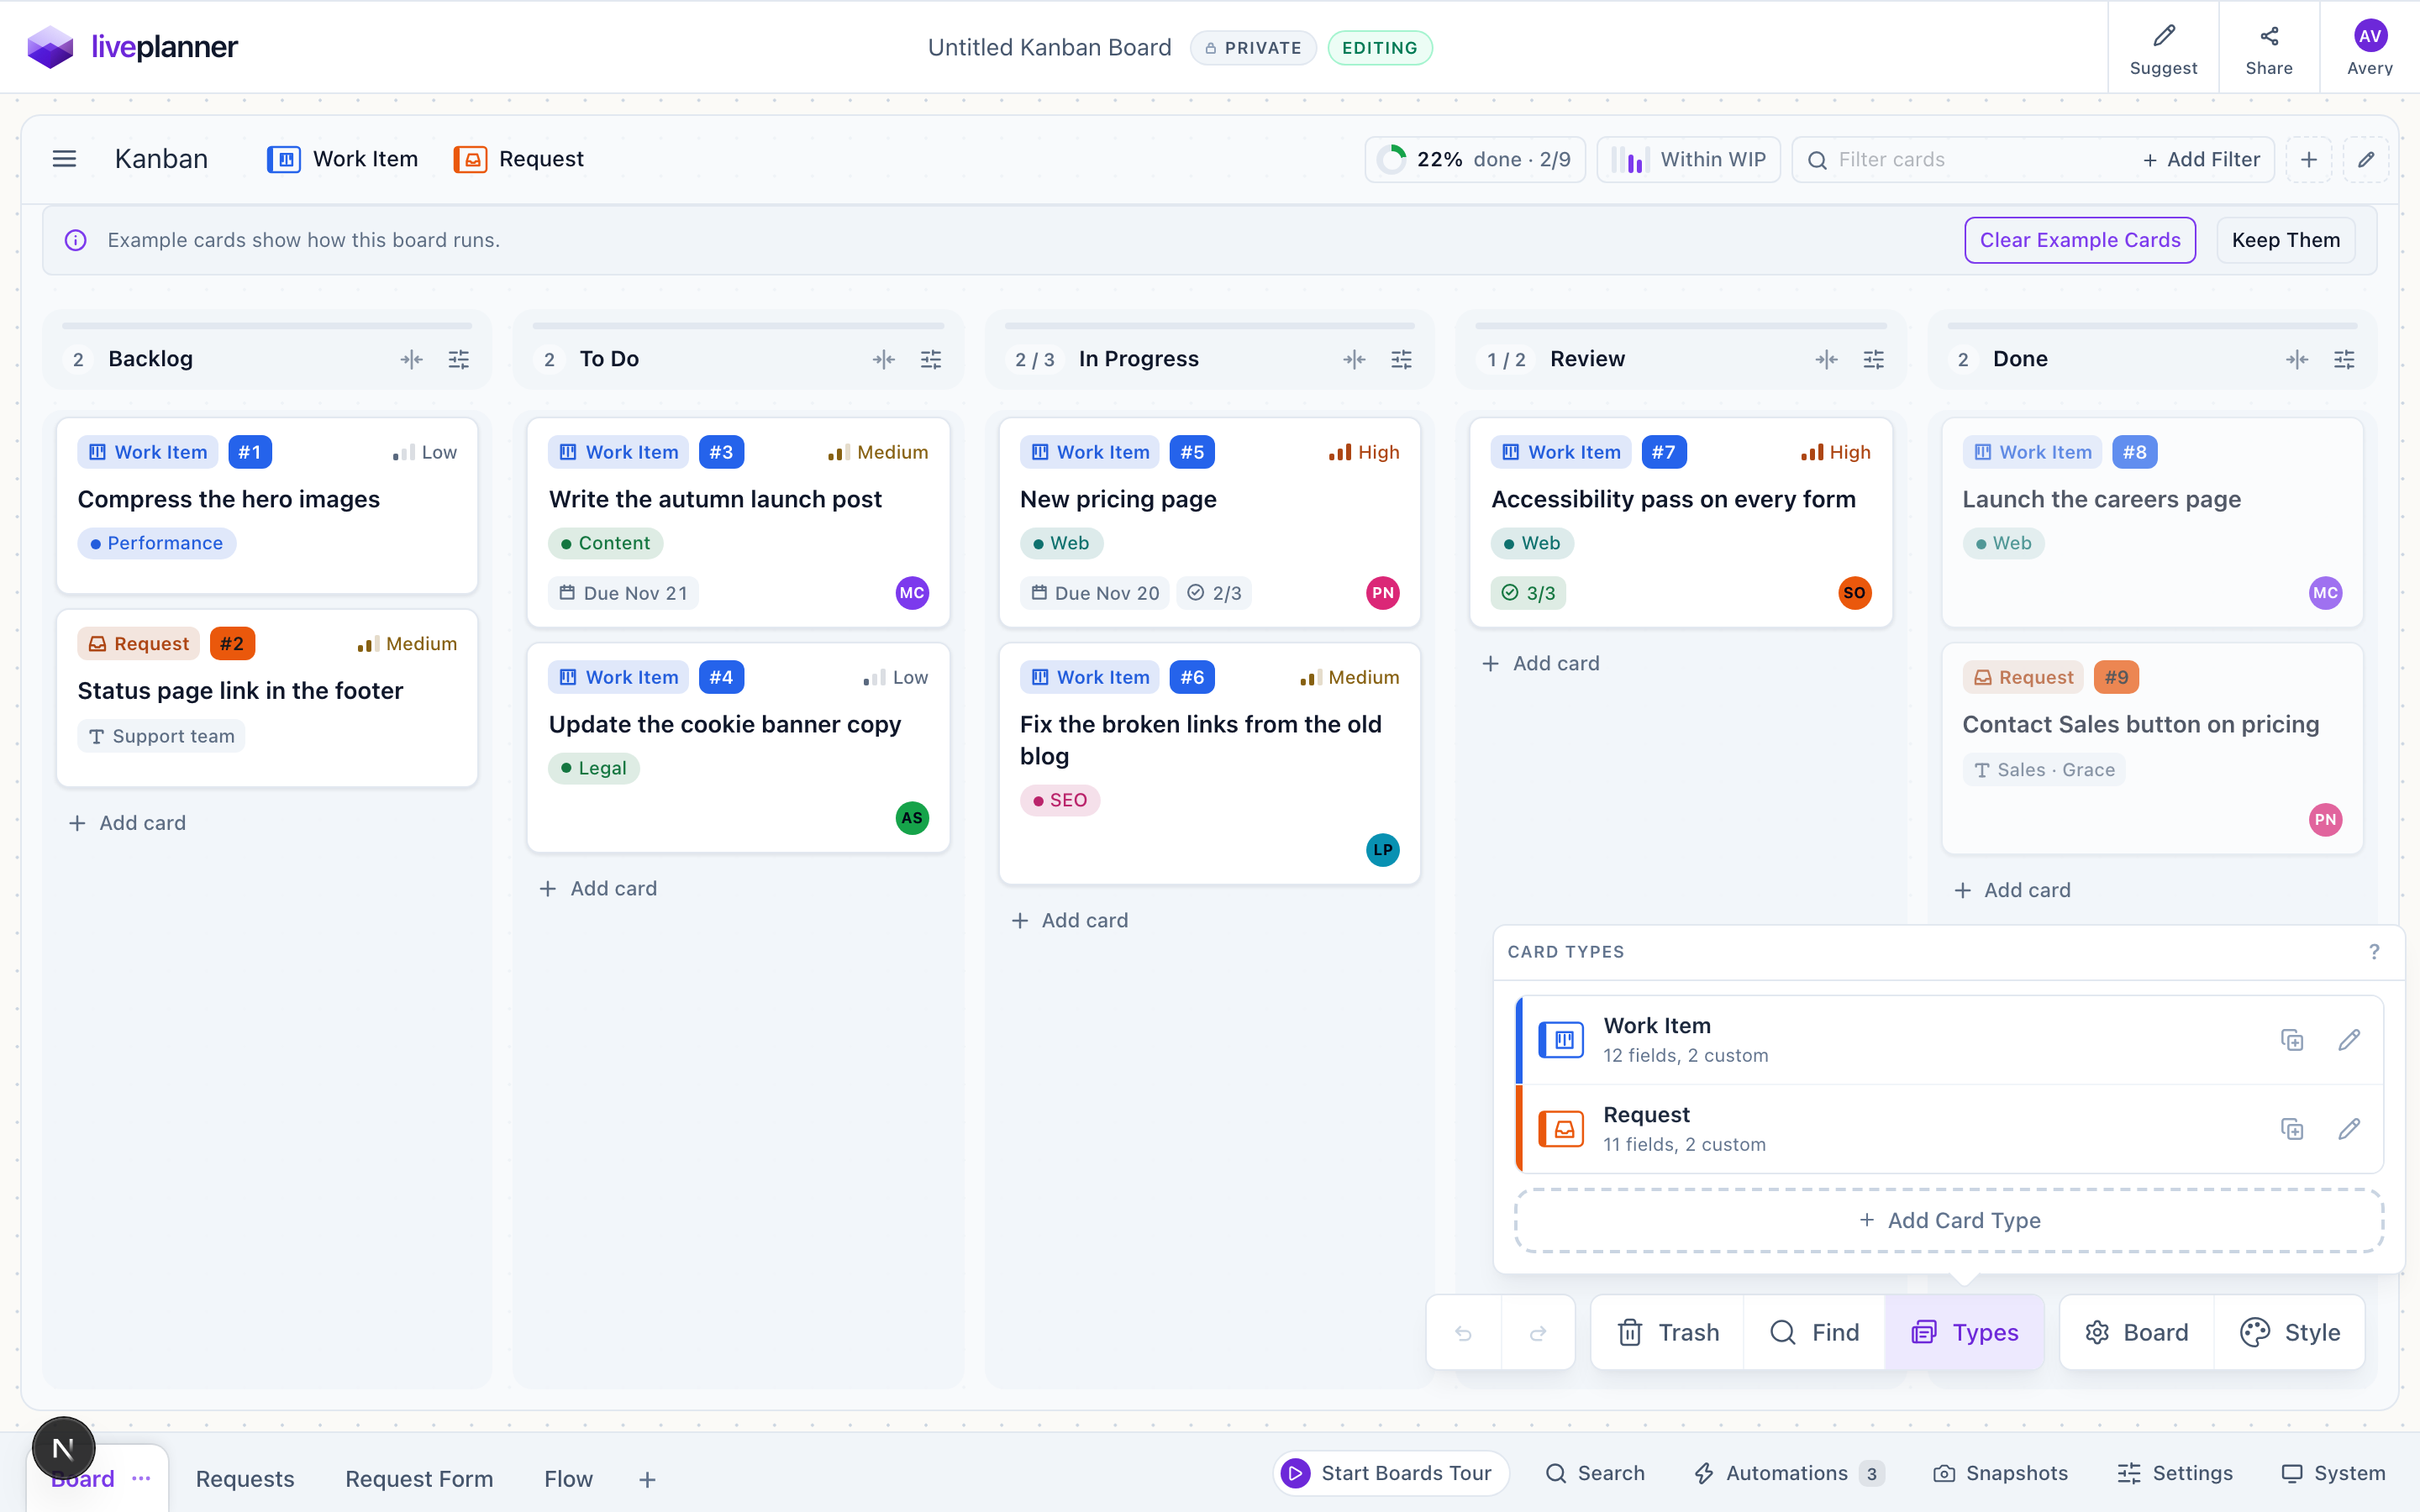 liveplanner
Untitled Kanban Board
PRIVATE
EDITING
Suggest
Share
AV
Avery
Kanban
Work Item
Request
22% done · 2/9
Within WIP
Filter cards
+ Add Filter
Example cards show how this board runs.
Clear Example Cards
Keep Them
2 Backlog
Work Item #1 Low
Compress the hero images
Performance
Request #2 Medium
Status page link in the footer
Support team
+ Add card
2 To Do
Work Item #3 Medium
Write the autumn launch post
Content
Due Nov 21 MC
Work Item #4 Low
Update the cookie banner copy
Legal
AS
+ Add card
2 / 3 In Progress
Work Item #5 High
New pricing page
Web
Due Nov 20 2/3 PN
Work Item #6 Medium
Fix the broken links from the old
blog
SEO
LP
+ Add card
1 / 2 Review
Work Item #7 High
Accessibility pass on every form
Web
3/3 SO
+ Add card
2 Done
Work Item #8
Launch the careers page
Web
MC
Request #9
Contact Sales button on pricing
Sales · Grace
PN
+ Add card
CARD TYPES ?
Work Item
12 fields, 2 custom
Request
11 fields, 2 custom
+ Add Card Type
Trash
Find
Types
Board
Style
N
Board ...
Requests
Request Form
Flow
+
Start Boards Tour
Search
Automations 3
Snapshots
Settings
System